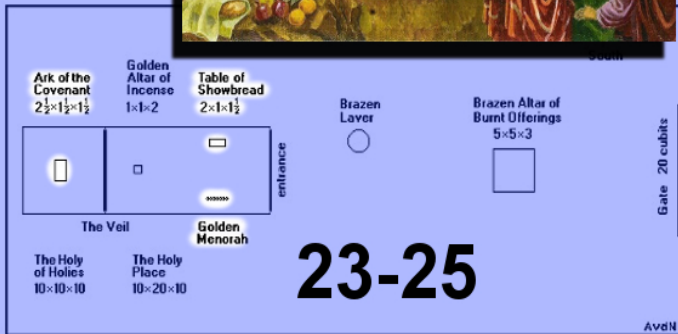 South
Ark of the
Covenant
2½×1½×1½
Golden
Altar of
Incense
1×1×2
Table of
Showbread
2×1×1½
Brazen
Laver
Brazen Altar of
Burnt Offerings
5×5×3
entrance
Gate 20 cubits
The Veil
Golden
Menorah
The Holy
of Holies
10×10×10
The Holy
Place
10×20×10
23-25
AvdN